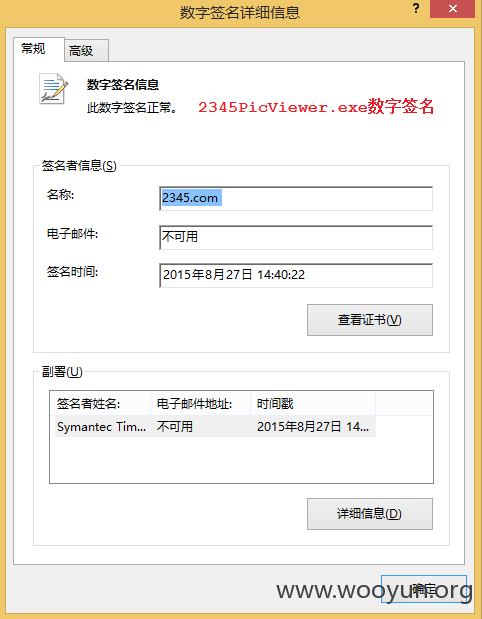 数字签名详细信息
? ×
常规 高级
数字签名信息
此数字签名正常。 2345PicViewer.exe数字签名
签名者信息(S)
名称: 2345.com
电子邮件: 不可用
签名时间: 2015年8月27日 14:40:22
查看证书(V)
副署(U)
签名者姓名: 电子邮件地址: 时间戳
Symantec Tim... 不可用 2015年8月27日 14...
详细信息(D)
确定
www.wooyun.org